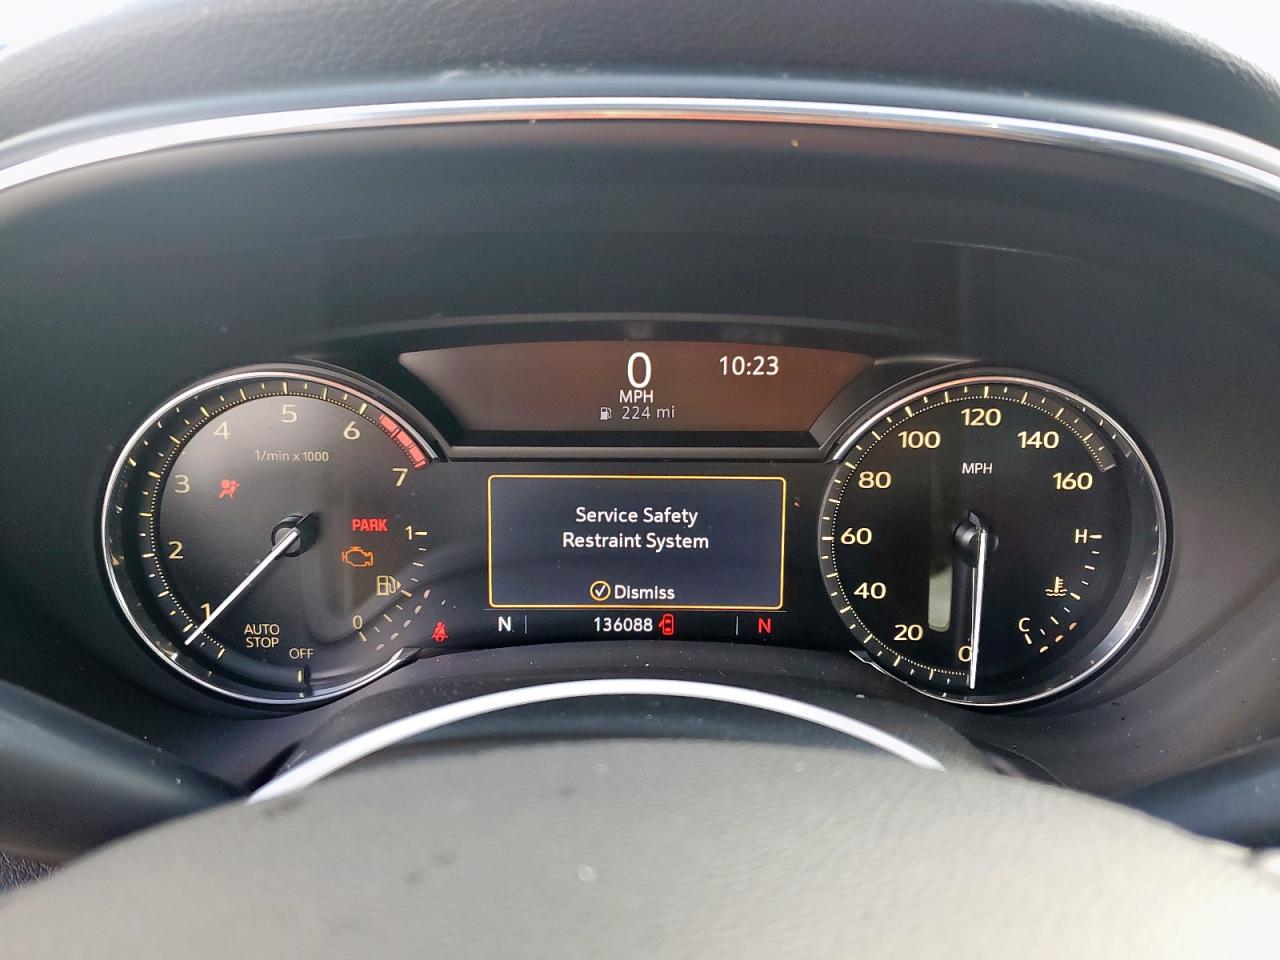 0
MPH
224 mi
10:23
1
2
3
4
5
6
7
1/min x 1000
PARK
1
0
AUTO
STOP
OFF
Service Safety
Restraint System
Dismiss
N
136088
N
0
20
40
60
80
100
120
140
160
MPH
H
C